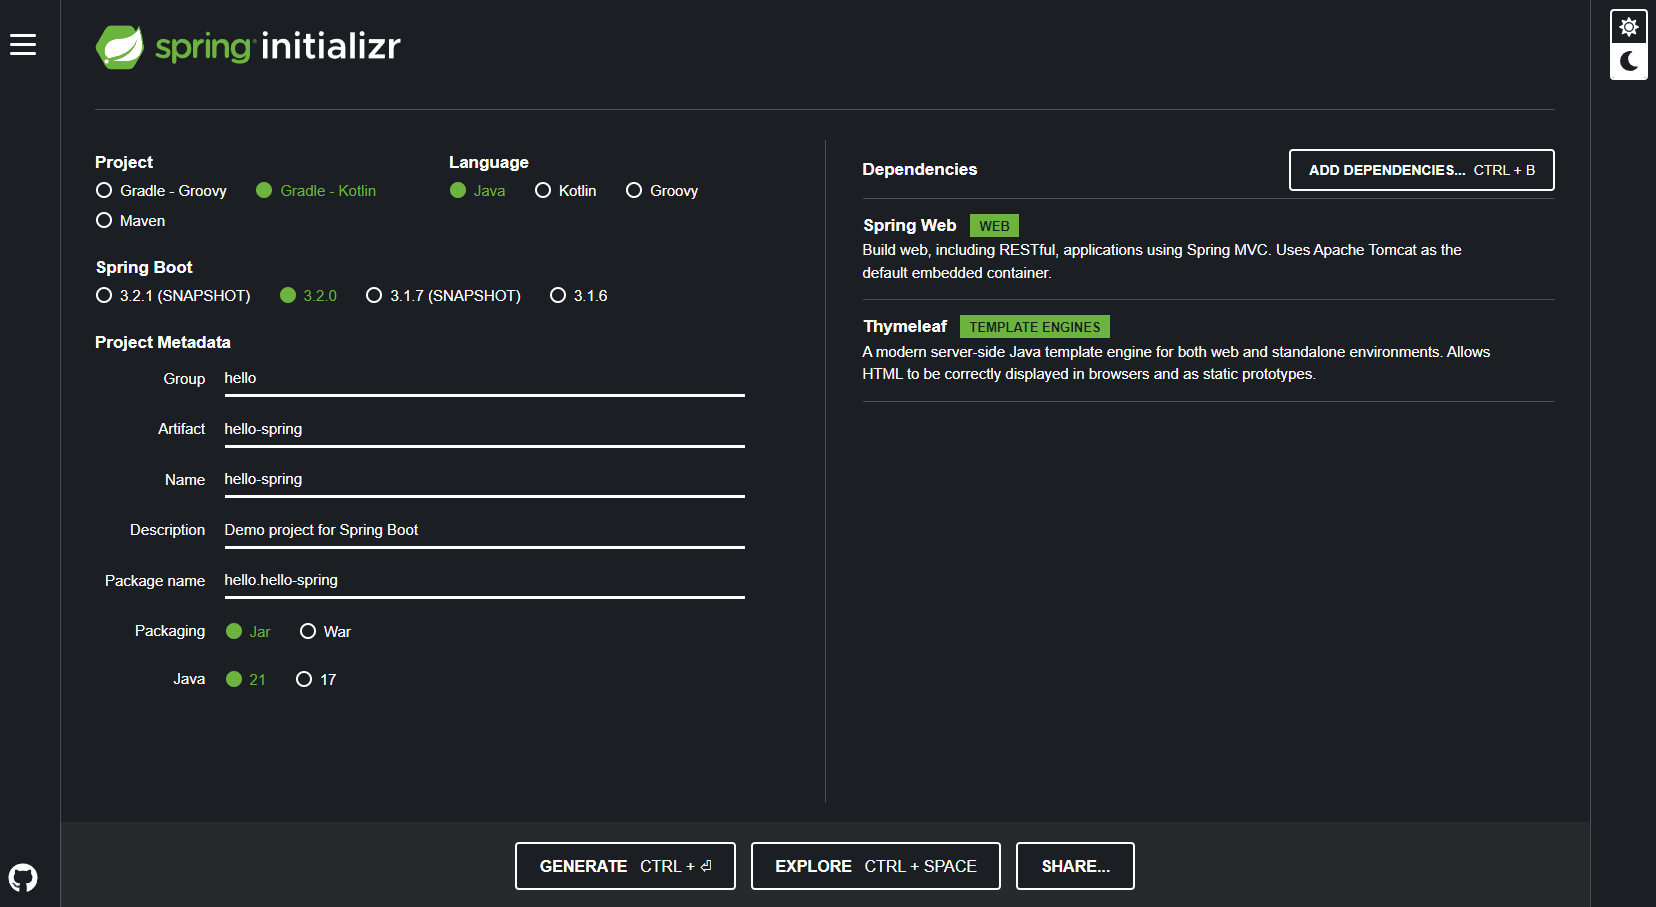 spring initializr
Project
Gradle - Groovy
Gradle - Kotlin
Maven
Language
Java
Kotlin
Groovy
Spring Boot
3.2.1 (SNAPSHOT)
3.2.0
3.1.7 (SNAPSHOT)
3.1.6
Project Metadata
Group
hello
Artifact
hello-spring
Name
hello-spring
Description
Demo project for Spring Boot
Package name
hello.hello-spring
Packaging
Jar
War
Java
21
17
Dependencies
ADD DEPENDENCIES... CTRL + B
Spring Web WEB
Build web, including RESTful, applications using Spring MVC. Uses Apache Tomcat as the
default embedded container.
Thymeleaf TEMPLATE ENGINES
A modern server-side Java template engine for both web and standalone environments. Allows
HTML to be correctly displayed in browsers and as static prototypes.
GENERATE CTRL + ⏎
EXPLORE CTRL + SPACE
SHARE...